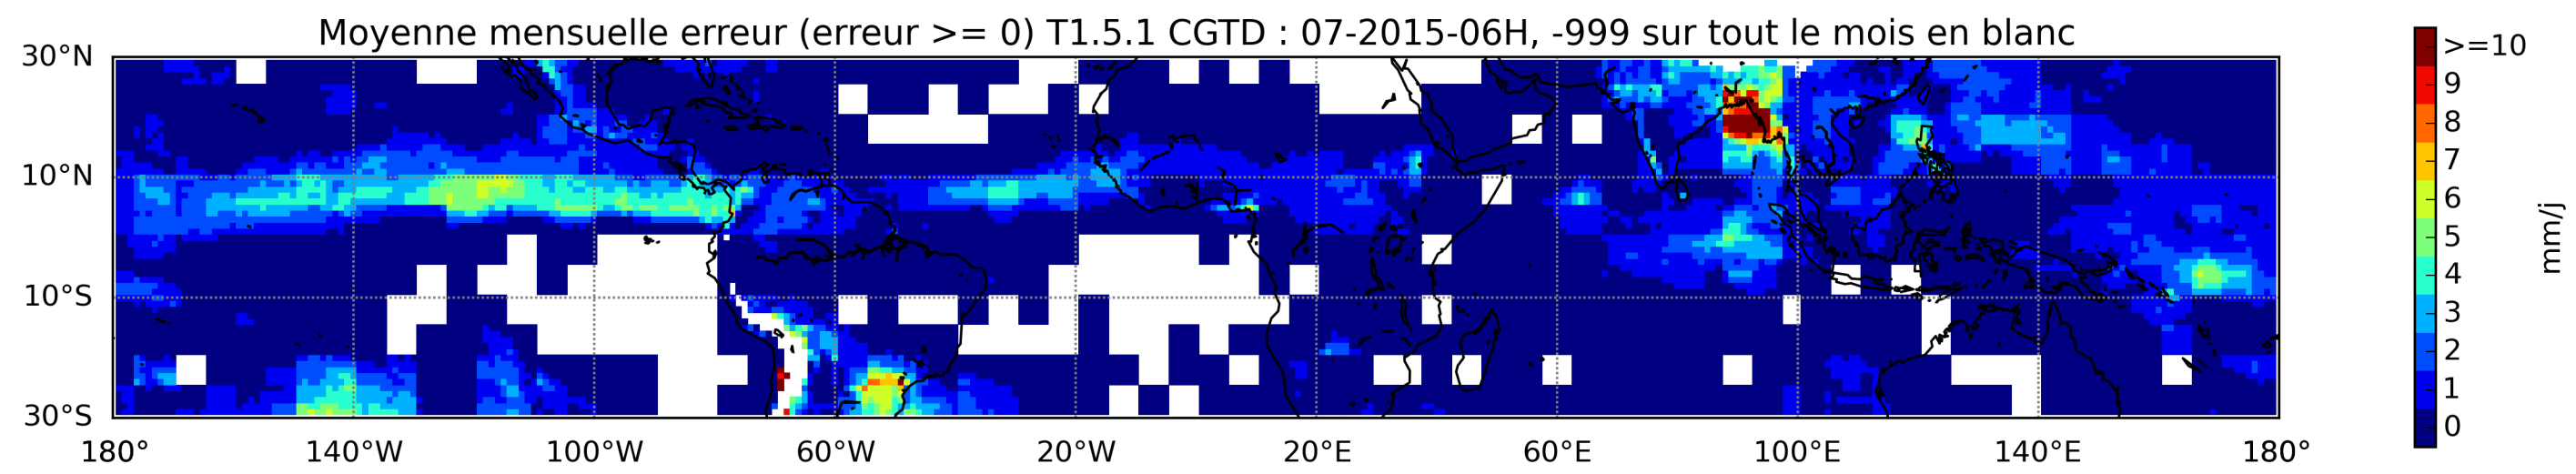 Moyenne mensuelle erreur (erreur >= 0) T1.5.1 CGTD : 07-2015-06H, -999 sur tout le mois en blanc
30°N
10°N
10°S
30°S
180° 140°W 100°W 60°W 20°W 20°E 60°E 100°E 140°E 180°
>=10
9
8
7
6
5
4
3
2
1
0
mm/j